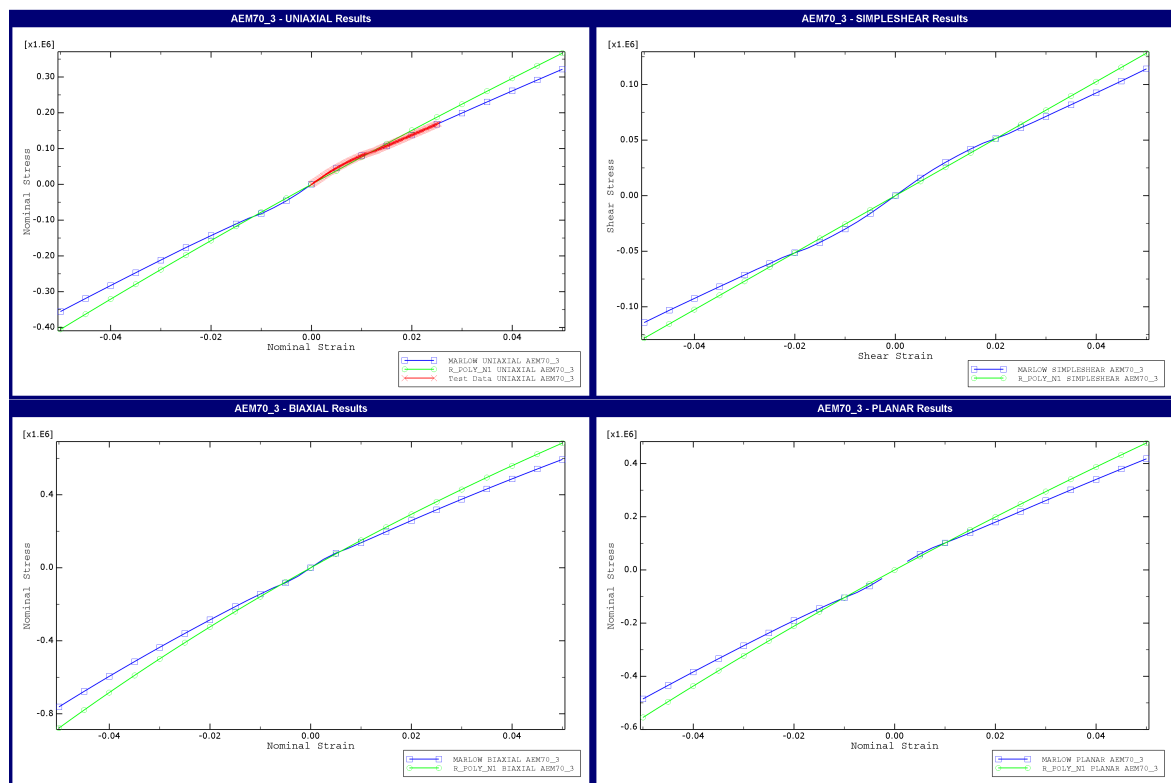 AEM70_3 - UNIAXIAL Results
[x1.E6]
0.30
0.20
0.10
0.00
-0.10
-0.20
-0.30
-0.40
Nominal Stress
-0.04
-0.02
0.00
0.02
0.04
Nominal Strain
MARLOW UNIAXIAL AEM70_3
R_POLY_N1 UNIAXIAL AEM70_3
Test Data UNIAXIAL AEM70_3
AEM70_3 - SIMPLESHEAR Results
[x1.E6]
0.10
0.05
0.00
-0.05
-0.10
Shear Stress
-0.04
-0.02
0.00
0.02
0.04
Shear Strain
MARLOW SIMPLESHEAR AEM70_3
R_POLY_N1 SIMPLESHEAR AEM70_3
AEM70_3 - BIAXIAL Results
[x1.E6]
0.4
0.0
-0.4
-0.8
Nominal Stress
-0.04
-0.02
0.00
0.02
0.04
Nominal Strain
MARLOW BIAXIAL AEM70_3
R_POLY_N1 BIAXIAL AEM70_3
AEM70_3 - PLANAR Results
[x1.E6]
0.4
0.2
0.0
-0.2
-0.4
-0.6
Nominal Stress
-0.04
-0.02
0.00
0.02
0.04
Nominal Strain
MARLOW PLANAR AEM70_3
R_POLY_N1 PLANAR AEM70_3